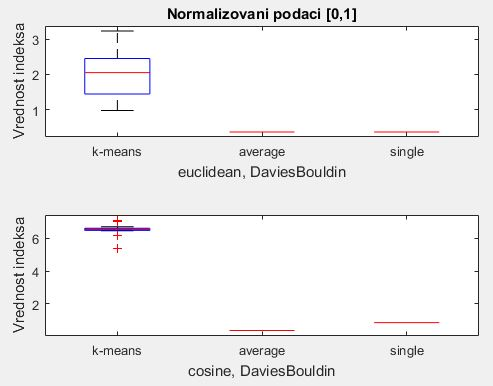 Normalizovani podaci [0,1]
Vrednost indeksa
3
2
1
k-means average single
euclidean, DaviesBouldin
Vrednost indeksa
6
4
2
k-means average single
cosine, DaviesBouldin